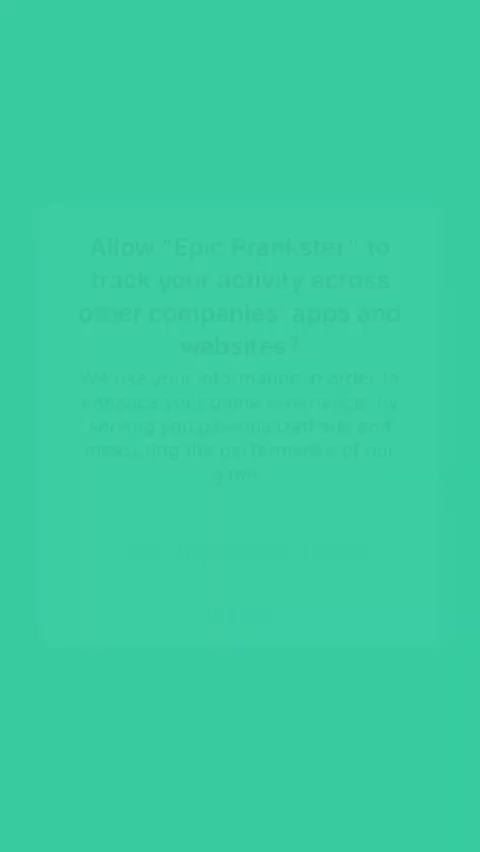 Allow "Epic Prankster" to
track your activity across
other companies' apps and
websites?
We use your information in order to
enhance your game experience, by
serving you personalized ads and
measuring the performance of our
game.